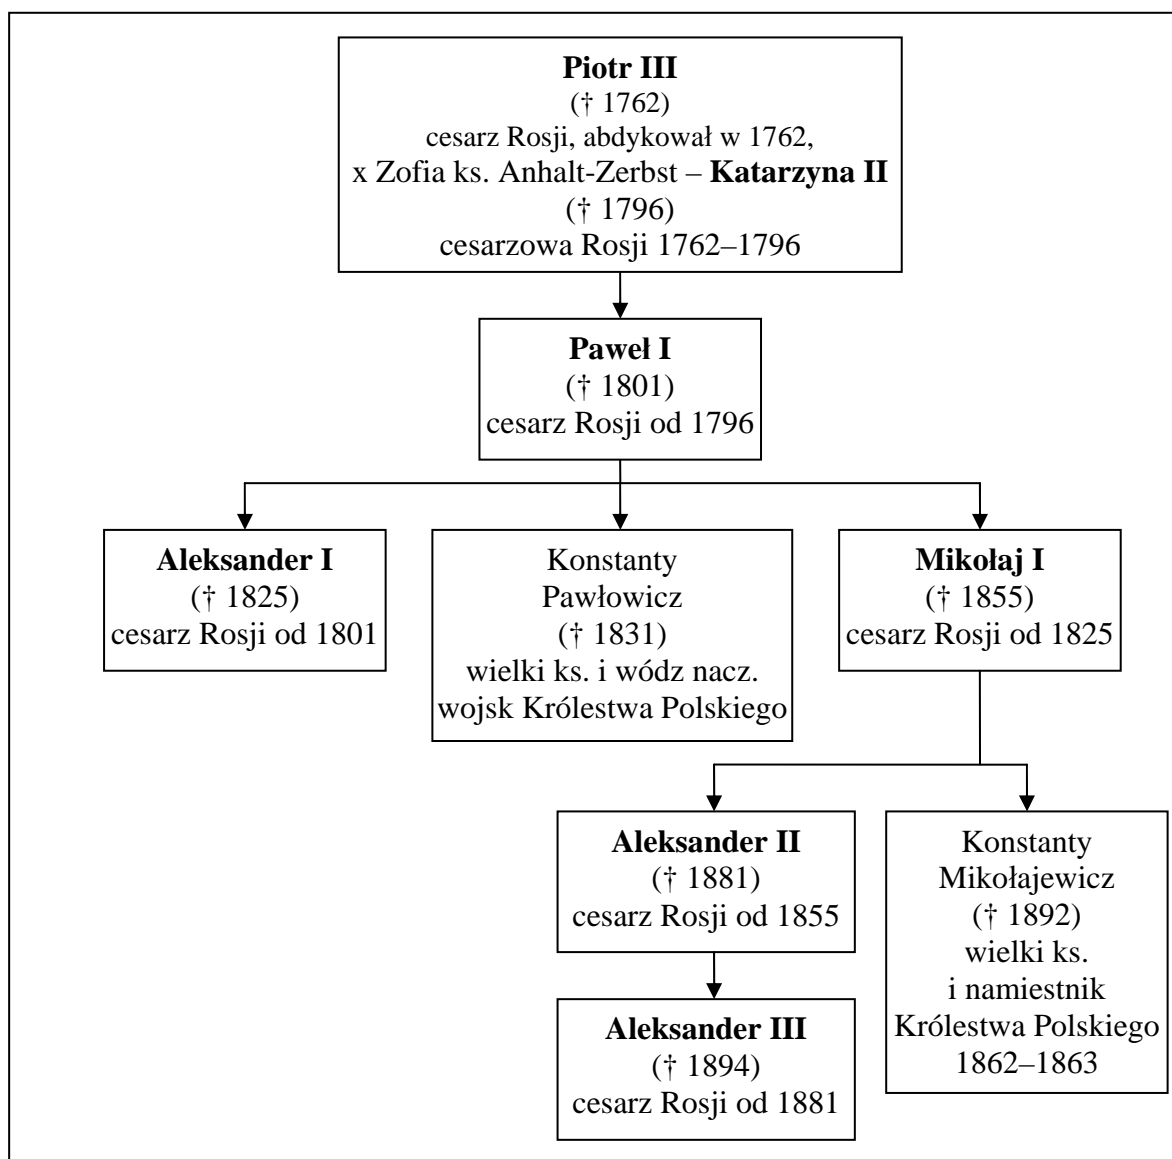 Piotr III
(† 1762)
cesarz Rosji, abdykował w 1762,
x Zofia ks. Anhalt-Zerbst – Katarzyna II
(† 1796)
cesarzowa Rosji 1762–1796
Paweł I
(† 1801)
cesarz Rosji od 1796
Aleksander I
(† 1825)
cesarz Rosji od 1801
Konstanty
Pawłowicz
(† 1831)
wielki ks. i wódz nacz.
wojsk Królestwa Polskiego
Mikołaj I
(† 1855)
cesarz Rosji od 1825
Aleksander II
(† 1881)
cesarz Rosji od 1855
Konstanty
Mikołajewicz
(† 1892)
wielki ks.
i namiestnik
Królestwa Polskiego
1862–1863
Aleksander III
(† 1894)
cesarz Rosji od 1881